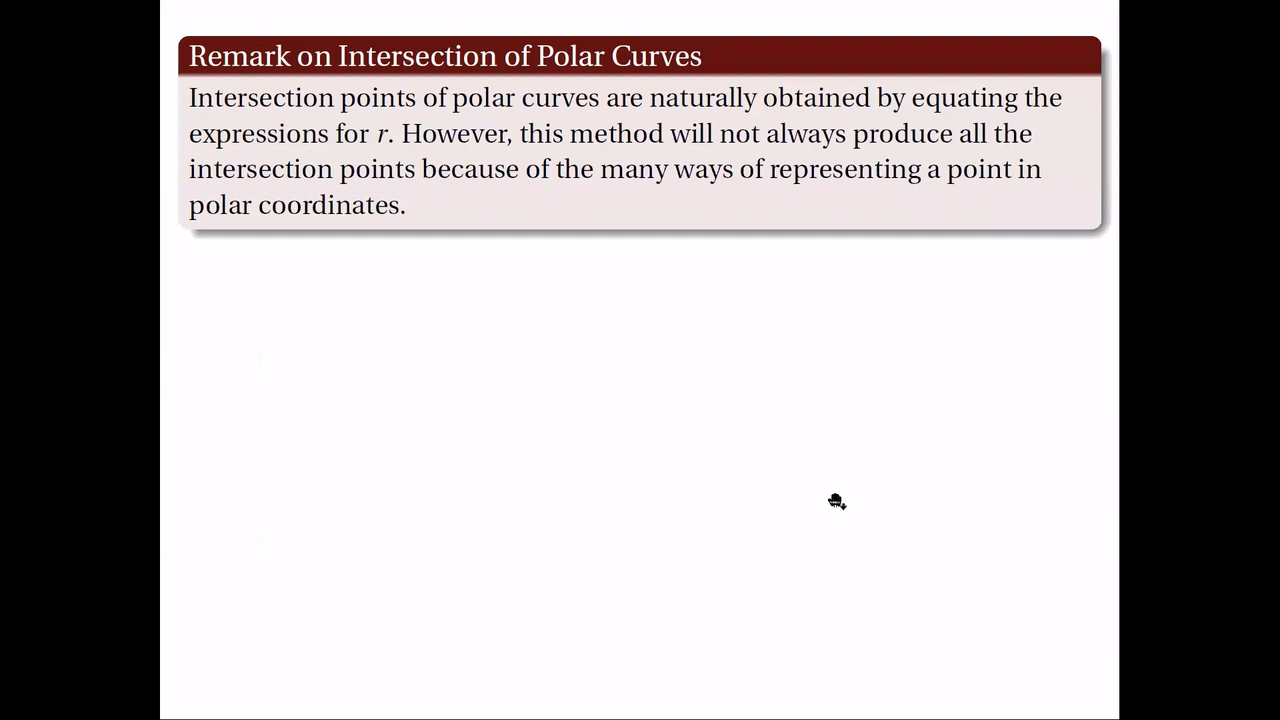 Remark on Intersection of Polar Curves
Intersection points of polar curves are naturally obtained by equating the
expressions for r. However, this method will not always produce all the
intersection points because of the many ways of representing a point in
polar coordinates.